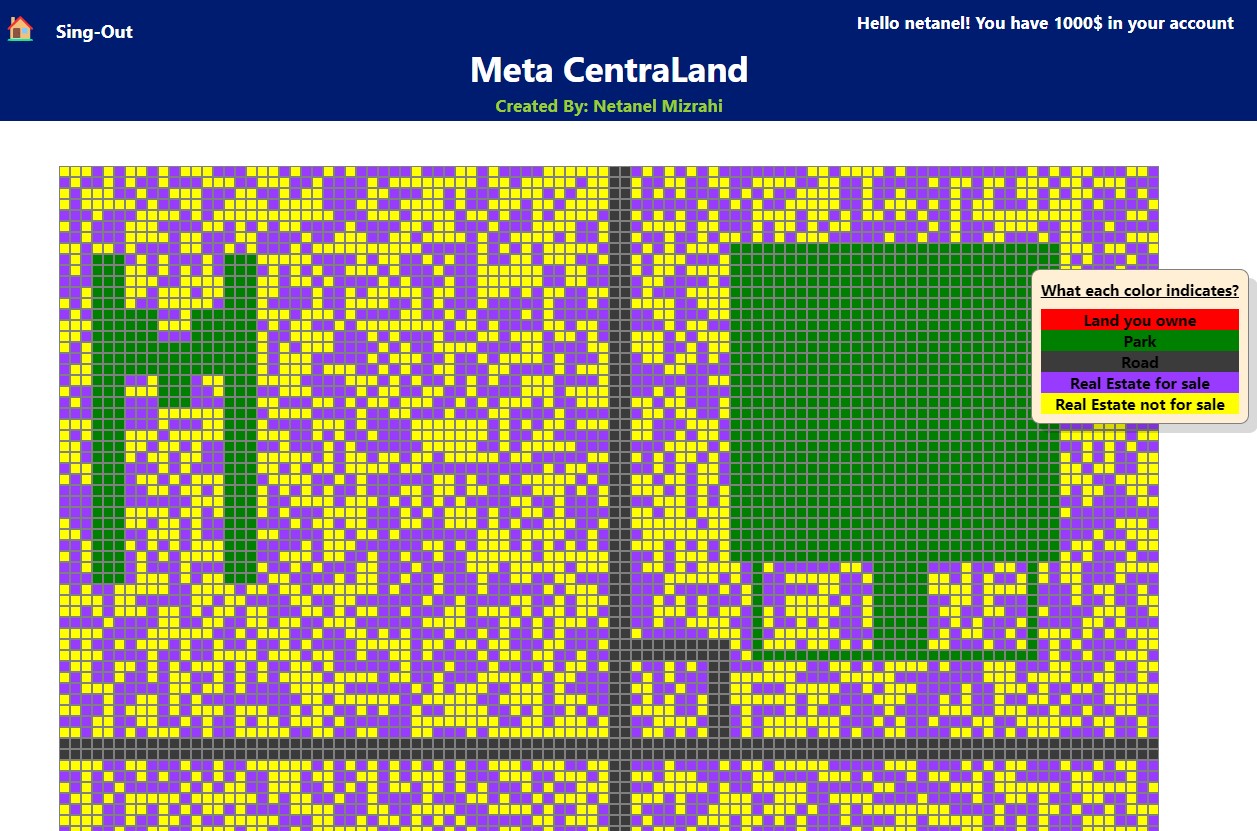 Sing-Out
Hello netanel! You have 1000$ in your account
Meta CentraLand
Created By: Netanel Mizrahi
What each color indicates?
Land you owne
Park
Road
Real Estate for sale
Real Estate not for sale